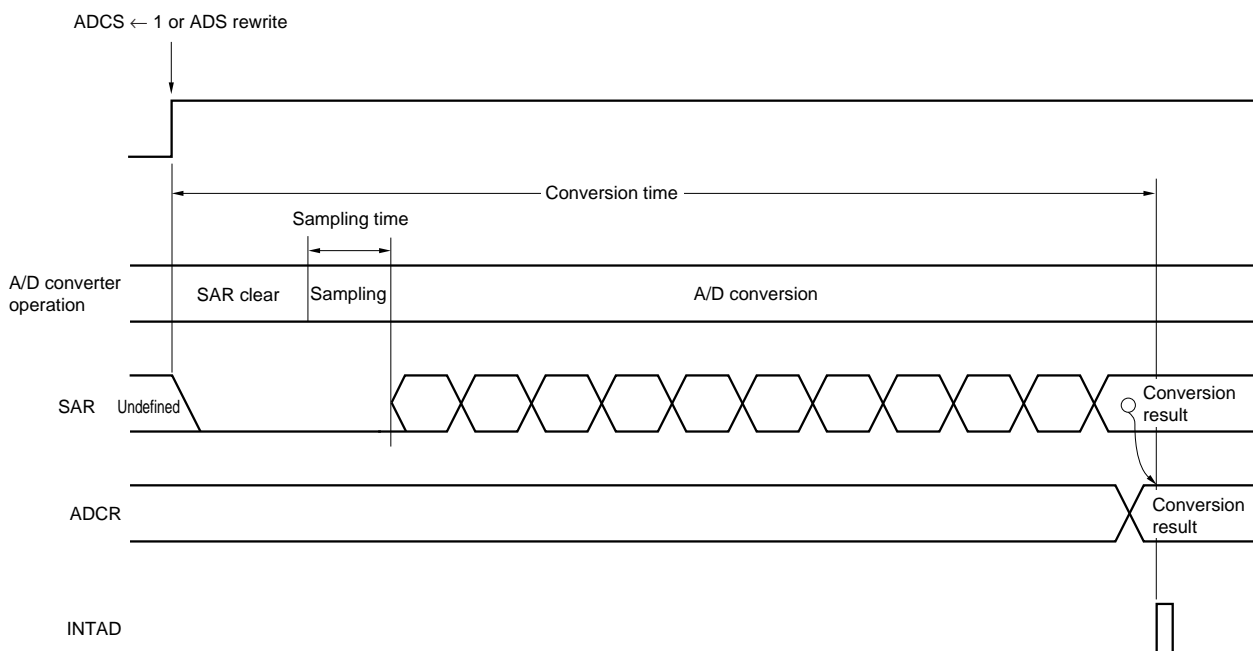 ADCS ← 1 or ADS rewrite
Conversion time
Sampling time
A/D converter
operation
SAR clear
Sampling
A/D conversion
SAR
Undefined
Conversion
result
ADCR
Conversion
result
INTAD